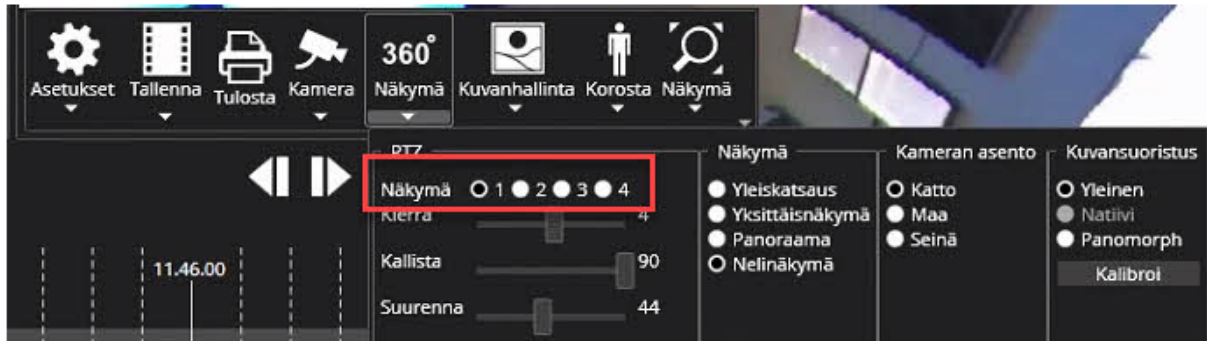 Asetukset Tallenna Tulosta Kamera 360° Näkymä Kuvanhallinta Korosta Näkymä
PTZ
Näkymä 1 2 3 4
Kierrä 4
Kallista 90
Suurenna 44
Näkymä
Yleiskatsaus
Yksittäisnäkymä
Panoraama
Nelinäkymä
Kameran asento
Katto
Maa
Seinä
Kuvansuoristus
Yleinen
Natiivi
Panomorph
Kalibroi
11.46.00